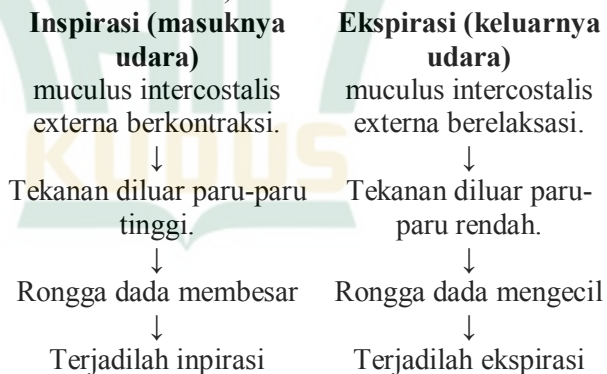 Inspirasi (masuknya
udara)
muculus intercostalis
externa berkontraksi.
↓
Tekanan diluar paru-paru
tinggi.
↓
Rongga dada membesar
↓
Terjadilah inpirasi
Ekspirasi (keluarnya
udara)
muculus intercostalis
externa berelaksasi.
↓
Tekanan diluar paru-
paru rendah.
↓
Rongga dada mengecil
↓
Terjadilah ekspirasi
KUDUS